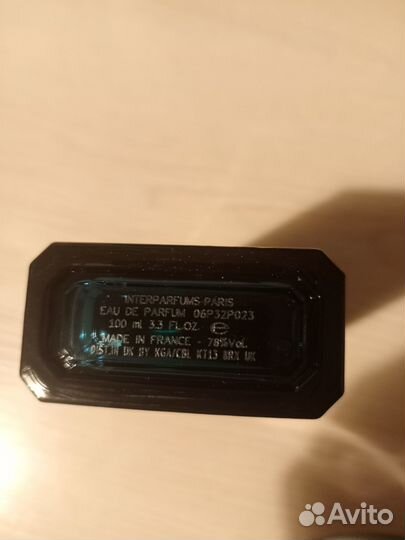 INTERPARFUMS-PARIS
EAU DE PARFUM 06P32P023
100 ml 3.3 FL.OZ.
MADE IN FRANCE - 78%Vol.
DISTR UK BY KGA/CBL KT13 8RX UK
Avito